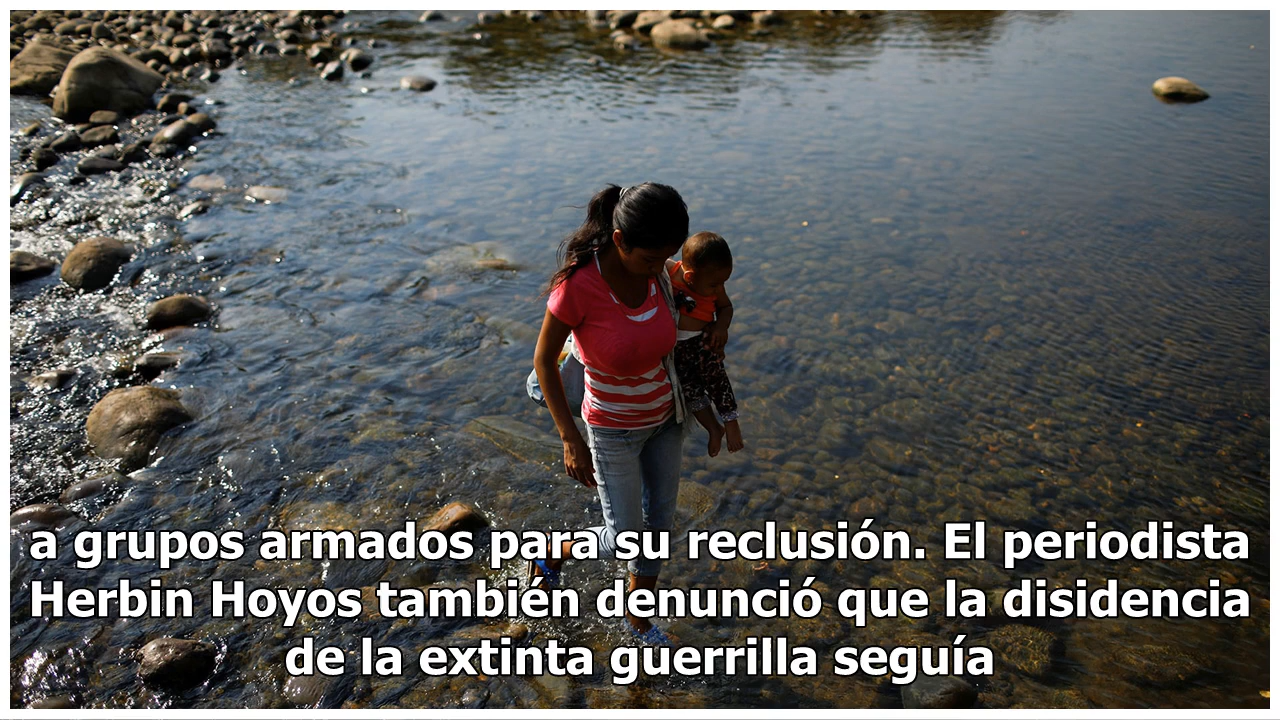 a grupos armados para su reclusión. El periodista
Herbin Hoyos también denunció que la disidencia
de la extinta guerrilla seguía